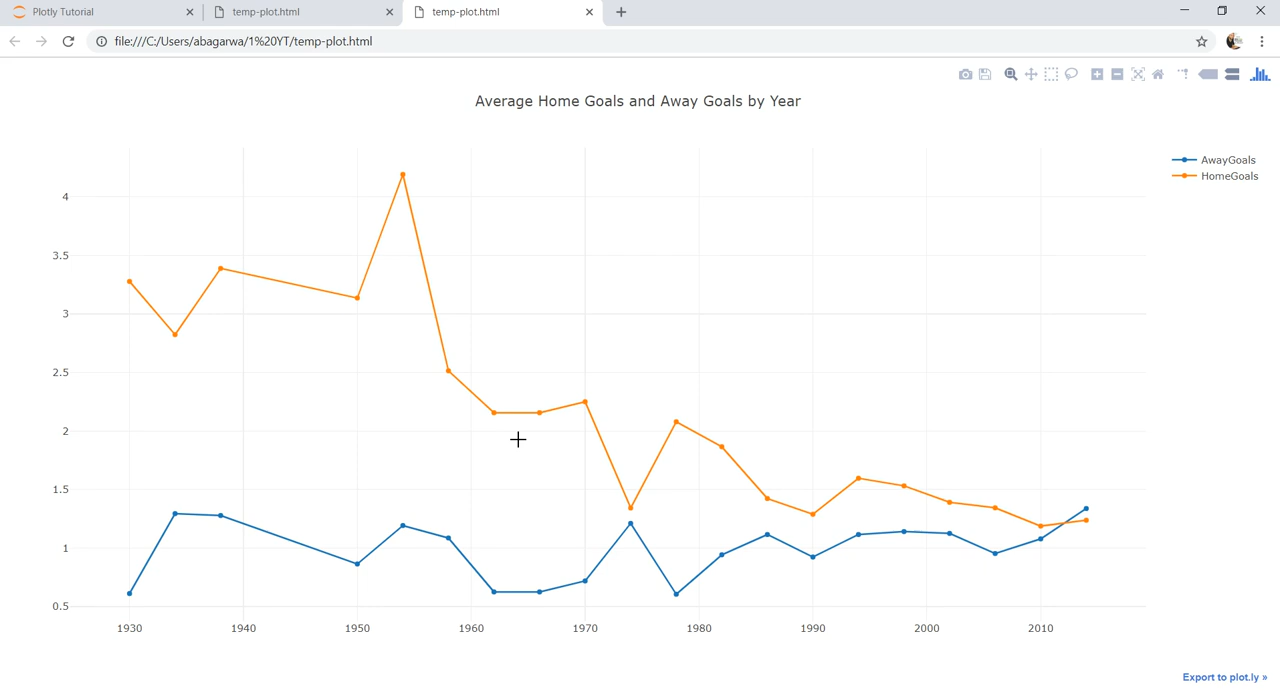 Plotly Tutorial
temp-plot.html
temp-plot.html
file:///C:/Users/abagarwa/1%20YT/temp-plot.html
Average Home Goals and Away Goals by Year
AwayGoals
HomeGoals
4
3.5
3
2.5
2
1.5
1
0.5
1930 1940 1950 1960 1970 1980 1990 2000 2010
Export to plot.ly »